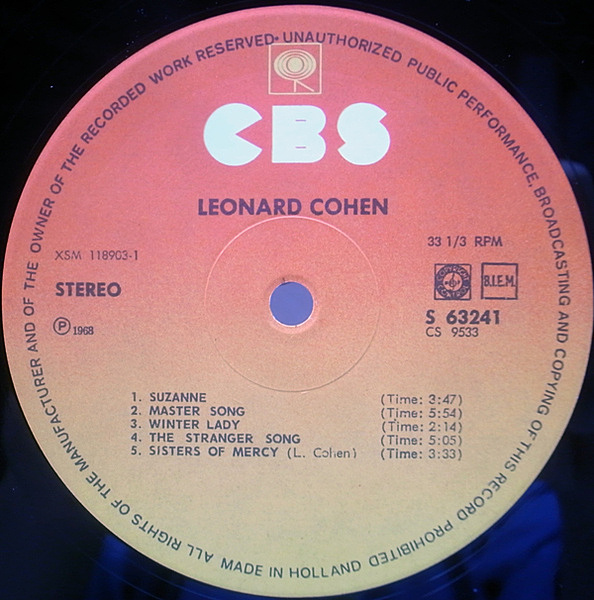 ALL RIGHTS OF THE MANUFACTURER AND OF THE OWNER OF THE RECORDED WORK RESERVED • UNAUTHORIZED PUBLIC PERFORMANCE, BROADCASTING AND COPYING OF THIS RECORD PROHIBITED
CBS
LEONARD COHEN
XSM 118903-1
33 1/3 RPM
STEREO
B.I.E.M.
S 63241
CS 9533
Ⓟ 1968
1. SUZANNE (Time: 3:47)
2. MASTER SONG (Time: 5:54)
3. WINTER LADY (Time: 2:14)
4. THE STRANGER SONG (Time: 5:05)
5. SISTERS OF MERCY (L. Cohen) (Time: 3:33)
MADE IN HOLLAND